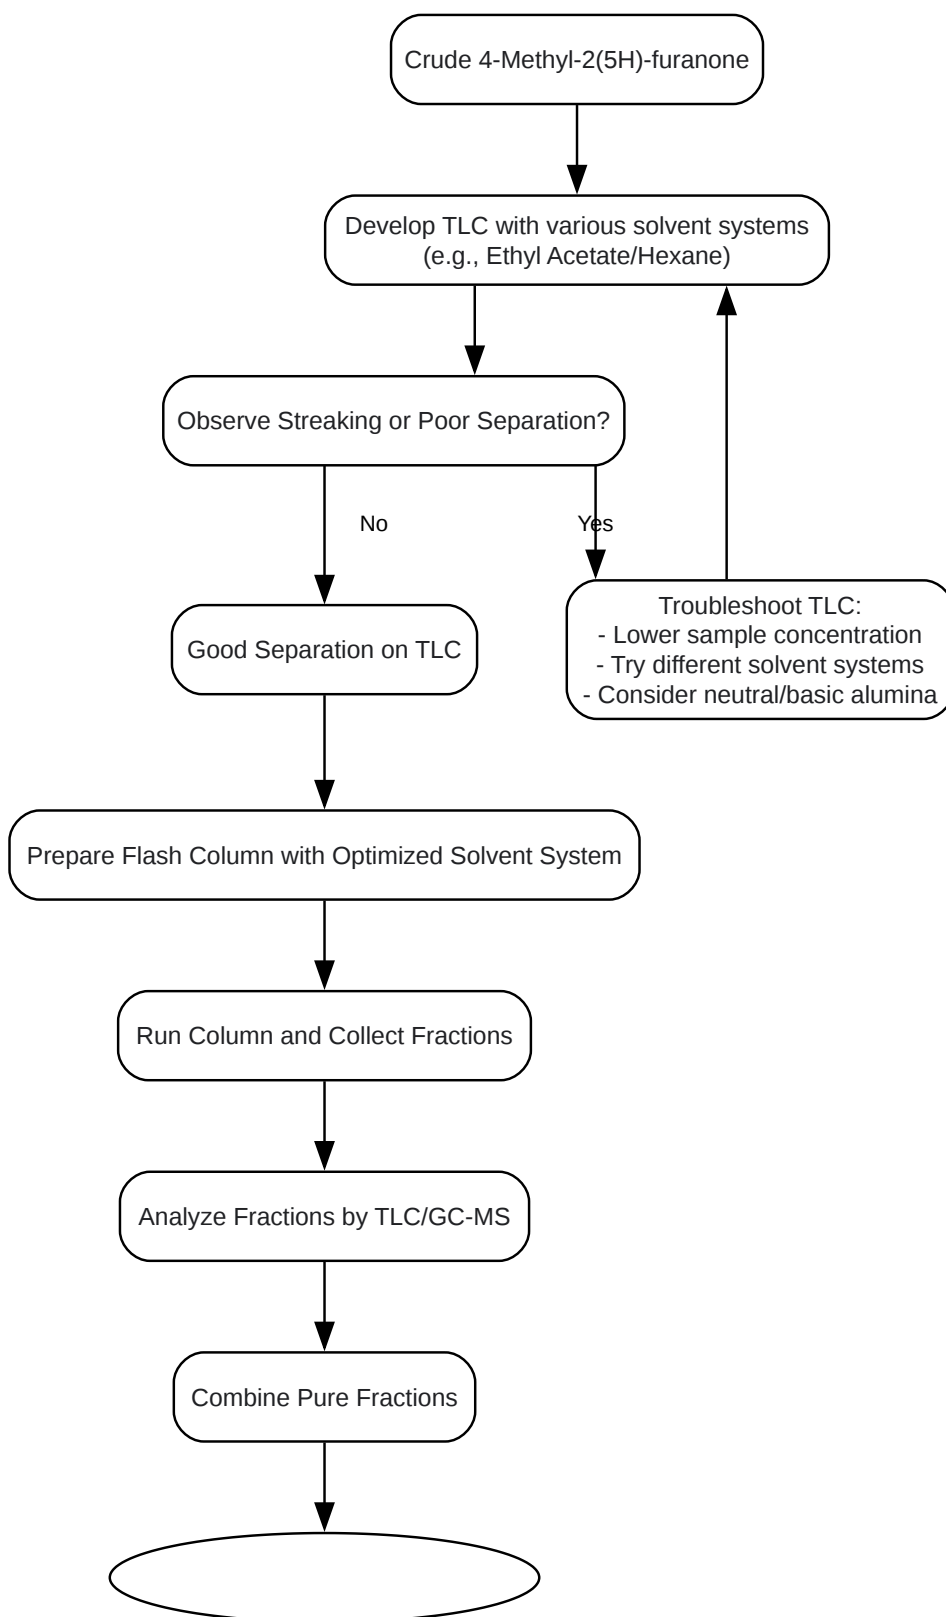 Crude 4-Methyl-2(5H)-furanone
Develop TLC with various solvent systems
(e.g., Ethyl Acetate/Hexane)
Observe Streaking or Poor Separation?
No
Yes
Good Separation on TLC
Troubleshoot TLC:
- Lower sample concentration
- Try different solvent systems
- Consider neutral/basic alumina
Prepare Flash Column with Optimized Solvent System
Run Column and Collect Fractions
Analyze Fractions by TLC/GC-MS
Combine Pure Fractions